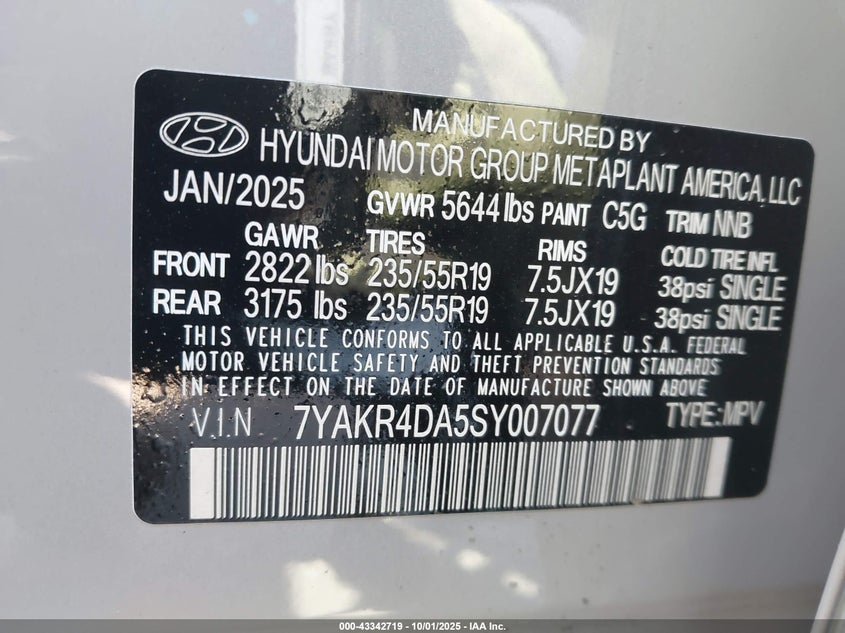 MANUFACTURED BY
HYUNDAI MOTOR GROUP METAPLANT AMERICA, LLC
JAN/2025 GVWR 5644 lbs PAINT C5G TRIM NNB
GAWR TIRES RIMS COLD TIRE INFL
FRONT 2822 lbs 235/55R19 7.5JX19 38psi SINGLE
REAR 3175 lbs 235/55R19 7.5JX19 38psi SINGLE
THIS VEHICLE CONFORMS TO ALL APPLICABLE U.S.A. FEDERAL
MOTOR VEHICLE SAFETY AND THEFT PREVENTION STANDARDS
IN EFFECT ON THE DATE OF MANUFACTURE SHOWN ABOVE
V.I.N 7YAKR4DA5SY007077 TYPE:MPV
000-43342719 - 10/01/2025 - IAA Inc.